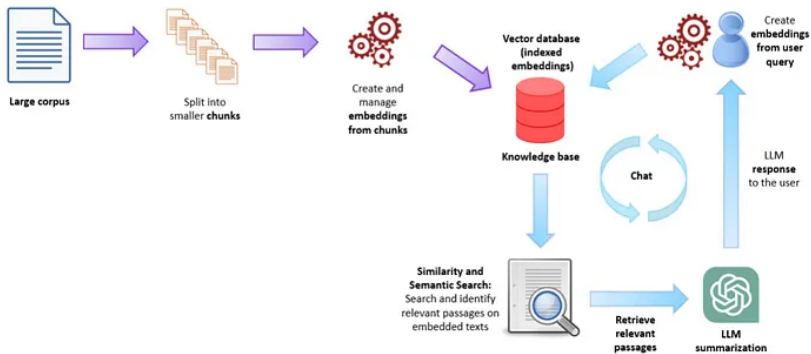 Large corpus
Split into
smaller chunks
Create and
manage
embeddings
from chunks
Vector database
(indexed
embeddings)
Knowledge base
Create
embeddings
from user
query
Chat
LLM
response
to the user
Similarity and
Semantic Search:
Search and identify
relevant passages on
embedded texts
Retrieve
relevant
passages
LLM
summarization